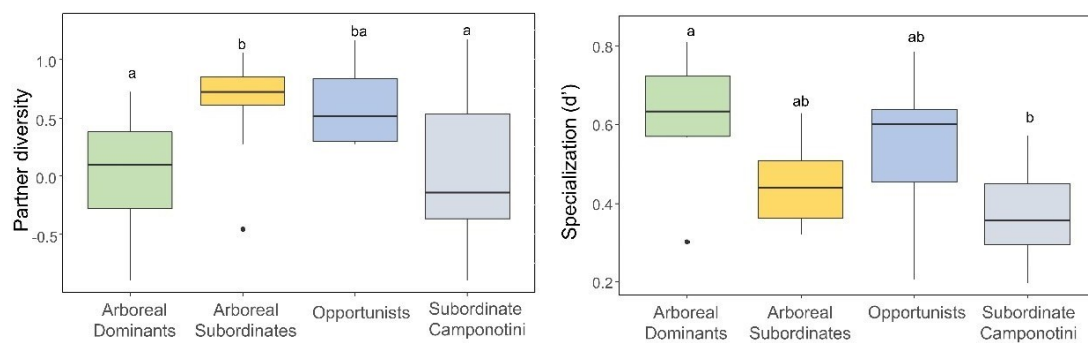 Partner diversity
1.0
0.5
0.0
-0.5
a
b
ba
a
Arboreal
Dominants
Arboreal
Subordinates
Opportunists
Subordinate
Camponotini
Specialization (d')
0.8
0.6
0.4
0.2
a
ab
ab
b
Arboreal
Dominants
Arboreal
Subordinates
Opportunists
Subordinate
Camponotini